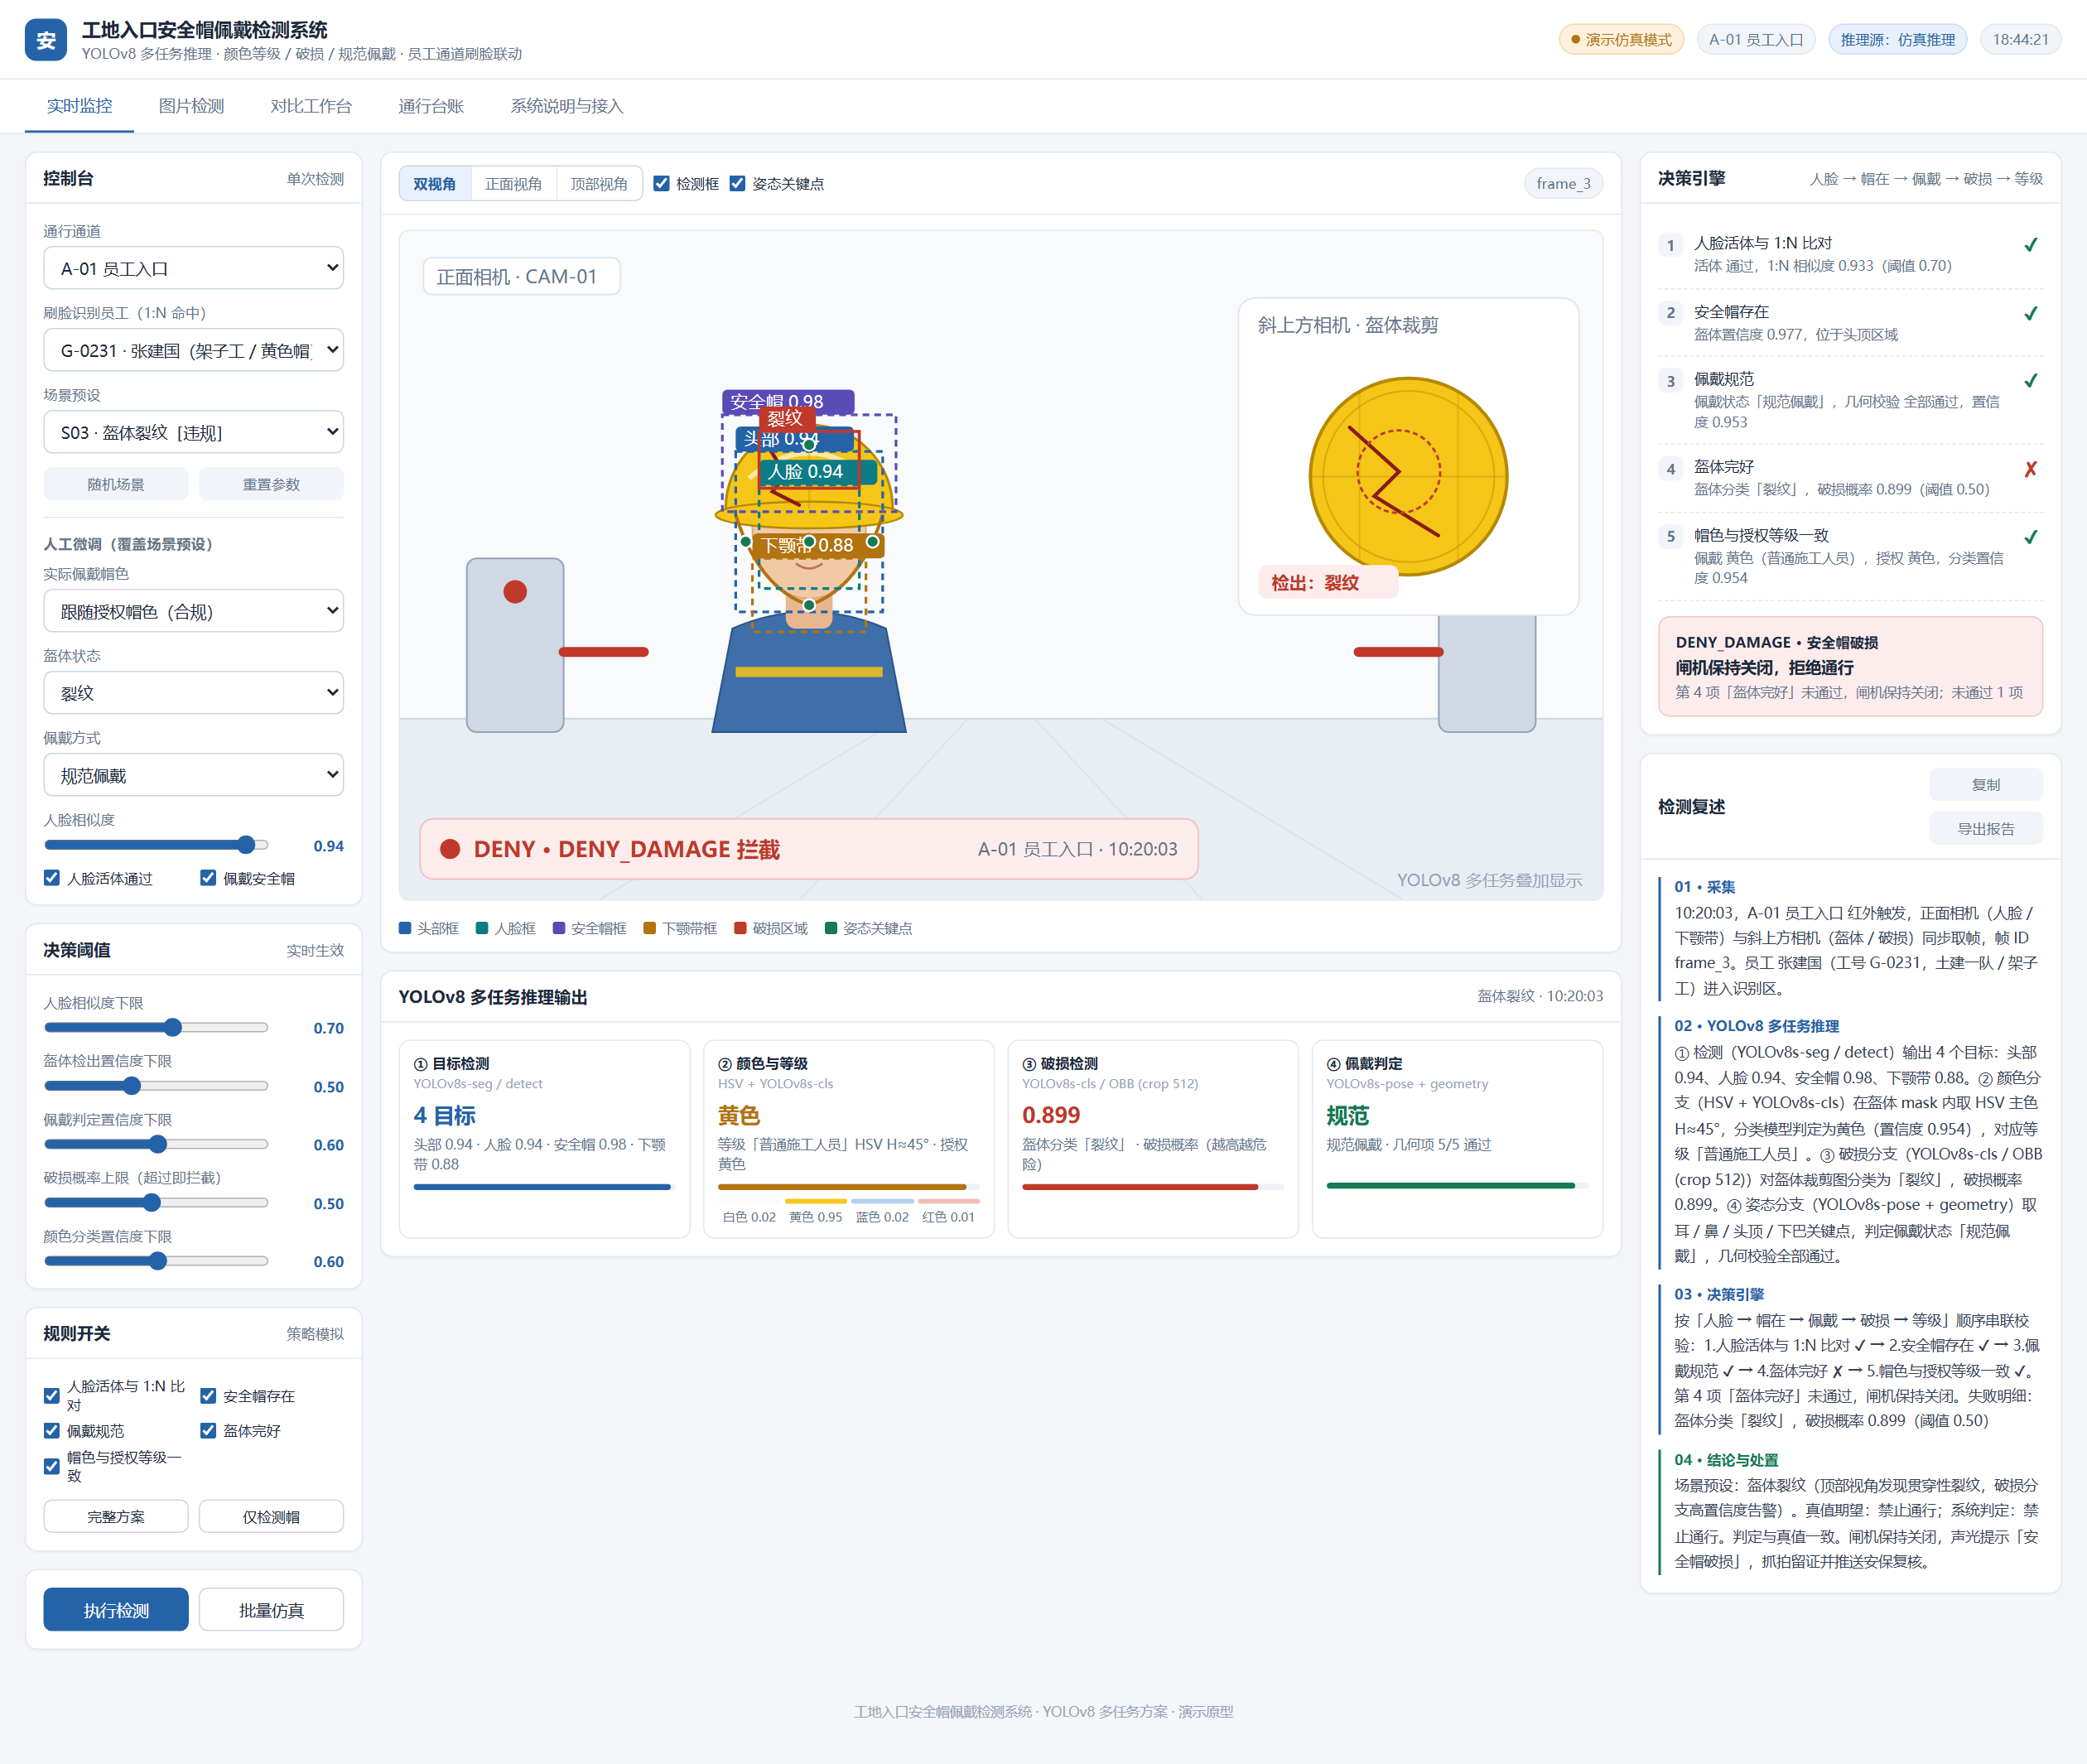 安
工地入口安全帽佩戴检测系统
YOLOv8 多任务推理 · 颜色等级 / 破损 / 规范佩戴 · 员工通道刷脸联动
演示仿真模式
A-01 员工入口
推理源：仿真推理
18:44:21
实时监控
图片检测
对比工作台
通行台账
系统说明与接入
控制台
单次检测
通行通道
A-01 员工入口
刷脸识别员工（1:N 命中）
G-0231 · 张建国（架子工 / 黄色帽
场景预设
S03 · 盔体裂纹［违规］
随机场景
重置参数
人工微调（覆盖场景预设）
实际佩戴帽色
跟随授权帽色（合规）
盔体状态
裂纹
佩戴方式
规范佩戴
人脸相似度
0.94
人脸活体通过
佩戴安全帽
决策阈值
实时生效
人脸相似度下限
0.70
盔体检出置信度下限
0.50
佩戴判定置信度下限
0.60
破损概率上限（超过即拦截）
0.50
颜色分类置信度下限
0.60
规则开关
策略模拟
人脸活体与 1:N 比
对
安全帽存在
佩戴规范
盔体完好
帽色与授权等级一
致
完整方案
仅检测帽
执行检测
批量仿真
双视角
正面视角
顶部视角
检测框
姿态关键点
frame_3
正面相机 · CAM-01
斜上方相机 · 盔体裁剪
安全帽 0.98
裂纹
头部 0.94
人脸 0.94
下颚带 0.88
检出：裂纹
DENY • DENY_DAMAGE 拦截
A-01 员工入口 · 10:20:03
YOLOv8 多任务叠加显示
头部框
人脸框
安全帽框
下颚带框
破损区域
姿态关键点
YOLOv8 多任务推理输出
盔体裂纹 · 10:20:03
① 目标检测
YOLOv8s-seg / detect
4 目标
头部 0.94 · 人脸 0.94 · 安全帽 0.98 · 下颚
带 0.88
② 颜色与等级
HSV + YOLOv8s-cls
黄色
等级「普通施工人员」HSV H≈45° · 授权
黄色
白色 0.02
黄色 0.95
蓝色 0.02
红色 0.01
③ 破损检测
YOLOv8s-cls / OBB (crop 512)
0.899
盔体分类「裂纹」 · 破损概率（越高越危
险）
④ 佩戴判定
YOLOv8s-pose + geometry
规范
规范佩戴 · 几何项 5/5 通过
决策引擎
人脸 → 帽在 → 佩戴 → 破损 → 等级
1
人脸活体与 1:N 比对
活体 通过，1:N 相似度 0.933（阈值 0.70）
✓
2
安全帽存在
盔体置信度 0.977，位于头顶区域
✓
3
佩戴规范
佩戴状态「规范佩戴」，几何校验 全部通过，置信
度 0.953
✓
4
盔体完好
盔体分类「裂纹」，破损概率 0.899（阈值 0.50）
✗
5
帽色与授权等级一致
佩戴 黄色（普通施工人员），授权 黄色，分类置信
度 0.954
✓
DENY_DAMAGE • 安全帽破损
闸机保持关闭，拒绝通行
第 4 项「盔体完好」未通过，闸机保持关闭；未通过 1 项
检测复述
复制
导出报告
01 • 采集
10:20:03，A-01 员工入口 红外触发，正面相机（人脸 /
下颚带）与斜上方相机（盔体 / 破损）同步取帧，帧 ID
frame_3。员工 张建国（工号 G-0231，土建一队 / 架子
工）进入识别区。
02 • YOLOv8 多任务推理
① 检测（YOLOv8s-seg / detect）输出 4 个目标：头部
0.94、人脸 0.94、安全帽 0.98、下颚带 0.88。② 颜色分
支（HSV + YOLOv8s-cls）在盔体 mask 内取 HSV 主色
H≈45°，分类模型判定为黄色（置信度 0.954），对应等
级「普通施工人员」。③ 破损分支（YOLOv8s-cls / OBB
(crop 512)）对盔体裁剪图分类为「裂纹」，破损概率
0.899。④ 姿态分支（YOLOv8s-pose + geometry）取
耳 / 鼻 / 头顶 / 下巴关键点，判定佩戴状态「规范佩
戴」，几何校验全部通过。
03 • 决策引擎
按「人脸 → 帽在 → 佩戴 → 破损 → 等级」顺序串联校
验：1.人脸活体与 1:N 比对 ✓ → 2.安全帽存在 ✓ → 3.佩
戴规范 ✓ → 4.盔体完好 ✗ → 5.帽色与授权等级一致 ✓。
第 4 项「盔体完好」未通过，闸机保持关闭。失败明细：
盔体分类「裂纹」，破损概率 0.899（阈值 0.50）
04 • 结论与处置
场景预设：盔体裂纹（顶部视角发现贯穿性裂纹，破损分
支高置信度告警）。真值期望：禁止通行；系统判定：禁
止通行。判定与真值一致。闸机保持关闭，声光提示「安
全帽破损」，抓拍留证并推送安保复核。
工地入口安全帽佩戴检测系统 · YOLOv8 多任务方案 · 演示原型